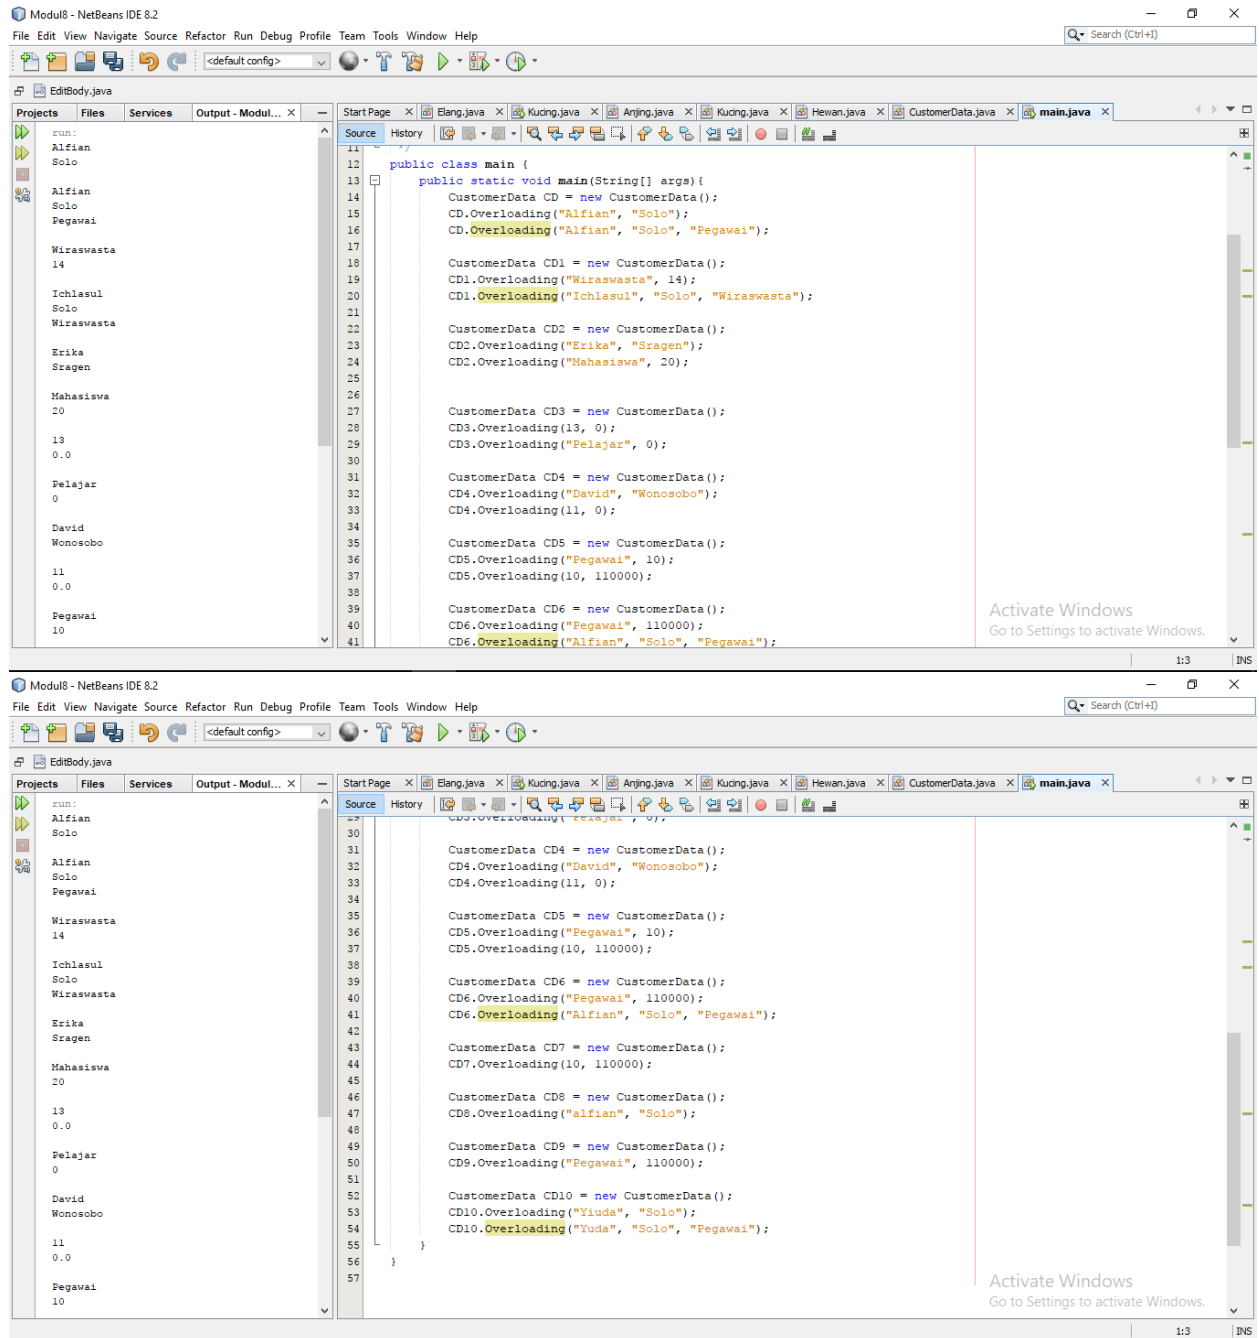 Modul8 - NetBeans IDE 8.2
File Edit View Navigate Source Refactor Run Debug Profile Team Tools Window Help
Search (Ctrl+I)
<default config>
EditBody.java
Projects Files Services Output - Modul...
Start Page Elang.java Kucing.java Anjing.java Kucing.java Hewan.java CustomerData.java main.java
Source History
run:
Alfian
Solo
Alfian
Solo
Pegawai
Wiraswasta
14
Ichlasul
Solo
Wiraswasta
Erika
Sragen
Mahasiswa
20
13
0.0
Pelajar
0
David
Wonosobo
11
0.0
Pegawai
10
11 */
12 public class main {
13 public static void main(String[] args){
14 CustomerData CD = new CustomerData();
15 CD.Overloading("Alfian", "Solo");
16 CD.Overloading("Alfian", "Solo", "Pegawai");
17
18 CustomerData CD1 = new CustomerData();
19 CD1.Overloading("Wiraswasta", 14);
20 CD1.Overloading("Ichlasul", "Solo", "Wiraswasta");
21
22 CustomerData CD2 = new CustomerData();
23 CD2.Overloading("Erika", "Sragen");
24 CD2.Overloading("Mahasiswa", 20);
25
26
27 CustomerData CD3 = new CustomerData();
28 CD3.Overloading(13, 0);
29 CD3.Overloading("Pelajar", 0);
30
31 CustomerData CD4 = new CustomerData();
32 CD4.Overloading("David", "Wonosobo");
33 CD4.Overloading(11, 0);
34
35 CustomerData CD5 = new CustomerData();
36 CD5.Overloading("Pegawai", 10);
37 CD5.Overloading(10, 110000);
38
39 CustomerData CD6 = new CustomerData();
40 CD6.Overloading("Pegawai", 110000);
41 CD6.Overloading("Alfian", "Solo", "Pegawai");
Activate Windows
Go to Settings to activate Windows.
1:3 INS
Modul8 - NetBeans IDE 8.2
File Edit View Navigate Source Refactor Run Debug Profile Team Tools Window Help
Search (Ctrl+I)
<default config>
EditBody.java
Projects Files Services Output - Modul...
Start Page Elang.java Kucing.java Anjing.java Kucing.java Hewan.java CustomerData.java main.java
Source History
run:
Alfian
Solo
Alfian
Solo
Pegawai
Wiraswasta
14
Ichlasul
Solo
Wiraswasta
Erika
Sragen
Mahasiswa
20
13
0.0
Pelajar
0
David
Wonosobo
11
0.0
Pegawai
10
29 CD3.Overloading("Pelajar", 0);
30
31 CustomerData CD4 = new CustomerData();
32 CD4.Overloading("David", "Wonosobo");
33 CD4.Overloading(11, 0);
34
35 CustomerData CD5 = new CustomerData();
36 CD5.Overloading("Pegawai", 10);
37 CD5.Overloading(10, 110000);
38
39 CustomerData CD6 = new CustomerData();
40 CD6.Overloading("Pegawai", 110000);
41 CD6.Overloading("Alfian", "Solo", "Pegawai");
42
43 CustomerData CD7 = new CustomerData();
44 CD7.Overloading(10, 110000);
45
46 CustomerData CD8 = new CustomerData();
47 CD8.Overloading("alfian", "Solo");
48
49 CustomerData CD9 = new CustomerData();
50 CD9.Overloading("Pegawai", 110000);
51
52 CustomerData CD10 = new CustomerData();
53 CD10.Overloading("Yiuda", "Solo");
54 CD10.Overloading("Yuda", "Solo", "Pegawai");
55 }
56 }
57
Activate Windows
Go to Settings to activate Windows.
1:3 INS